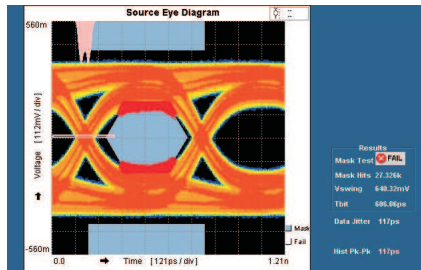 Source Eye Diagram
X: --
Y: --
560m
Voltage [112mV / div]
-560m
0.0
Time [121ps / div]
1.21n
Mask
Fail
Results
Mask Test FAIL
Mask Hits 27.326k
Vswing 640.32mV
Tbit 606.06ps
Data Jitter 117ps
Hist Pk-Pk 117ps